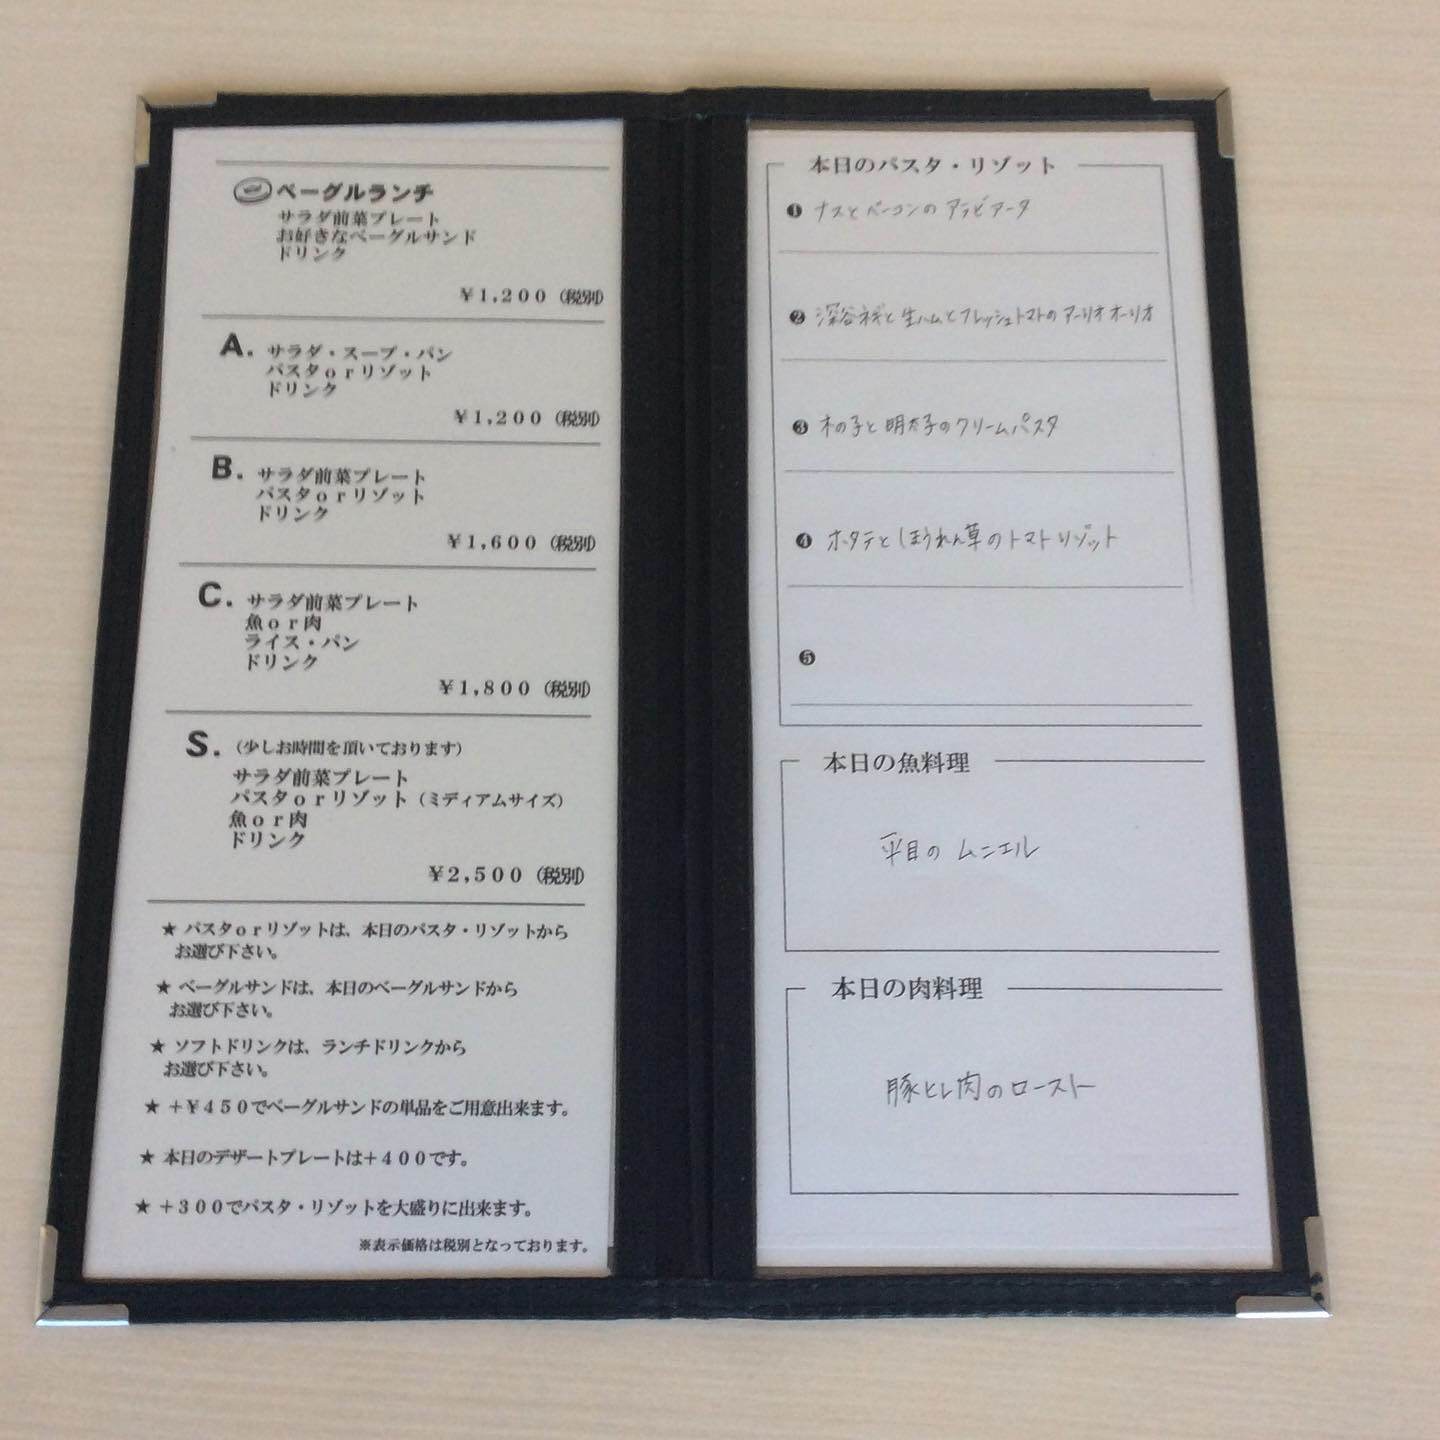 ベーグルランチ
サラダ前菜プレート
お好きなベーグルサンド
ドリンク
¥1,200(税別)
A. サラダ・スープ・パン
パスタorリゾット
ドリンク
¥1,200(税別)
B. サラダ前菜プレート
パスタorリゾット
ドリンク
¥1,600(税別)
C. サラダ前菜プレート
魚or肉
ライス・パン
ドリンク
¥1,800(税別)
S. (少しお時間を頂いております)
サラダ前菜プレート
パスタorリゾット(ミディアムサイズ)
魚or肉
ドリンク
¥2,500(税別)
★ パスタorリゾットは、本日のパスタ・リゾットから
お選び下さい。
★ ベーグルサンドは、本日のベーグルサンドから
お選び下さい。
★ ソフトドリンクは、ランチドリンクから
お選び下さい。
★ +¥450でベーグルサンドの単品をご用意出来ます。
★ 本日のデザートプレートは+400です。
★ +300でパスタ・リゾットを大盛りに出来ます。
※表示価格は税別となっております。
本日のパスタ・リゾット
❶ ナスとベーコンのアラビアータ
❷ 深谷ネギと生ハムとフレッシュトマトのアーリオオーリオ
❸ 木の子と明太子のクリームパスタ
❹ ホタテとほうれん草のトマトリゾット
❺
本日の魚料理
平目のムニエル
本日の肉料理
豚ヒレ肉のロースト